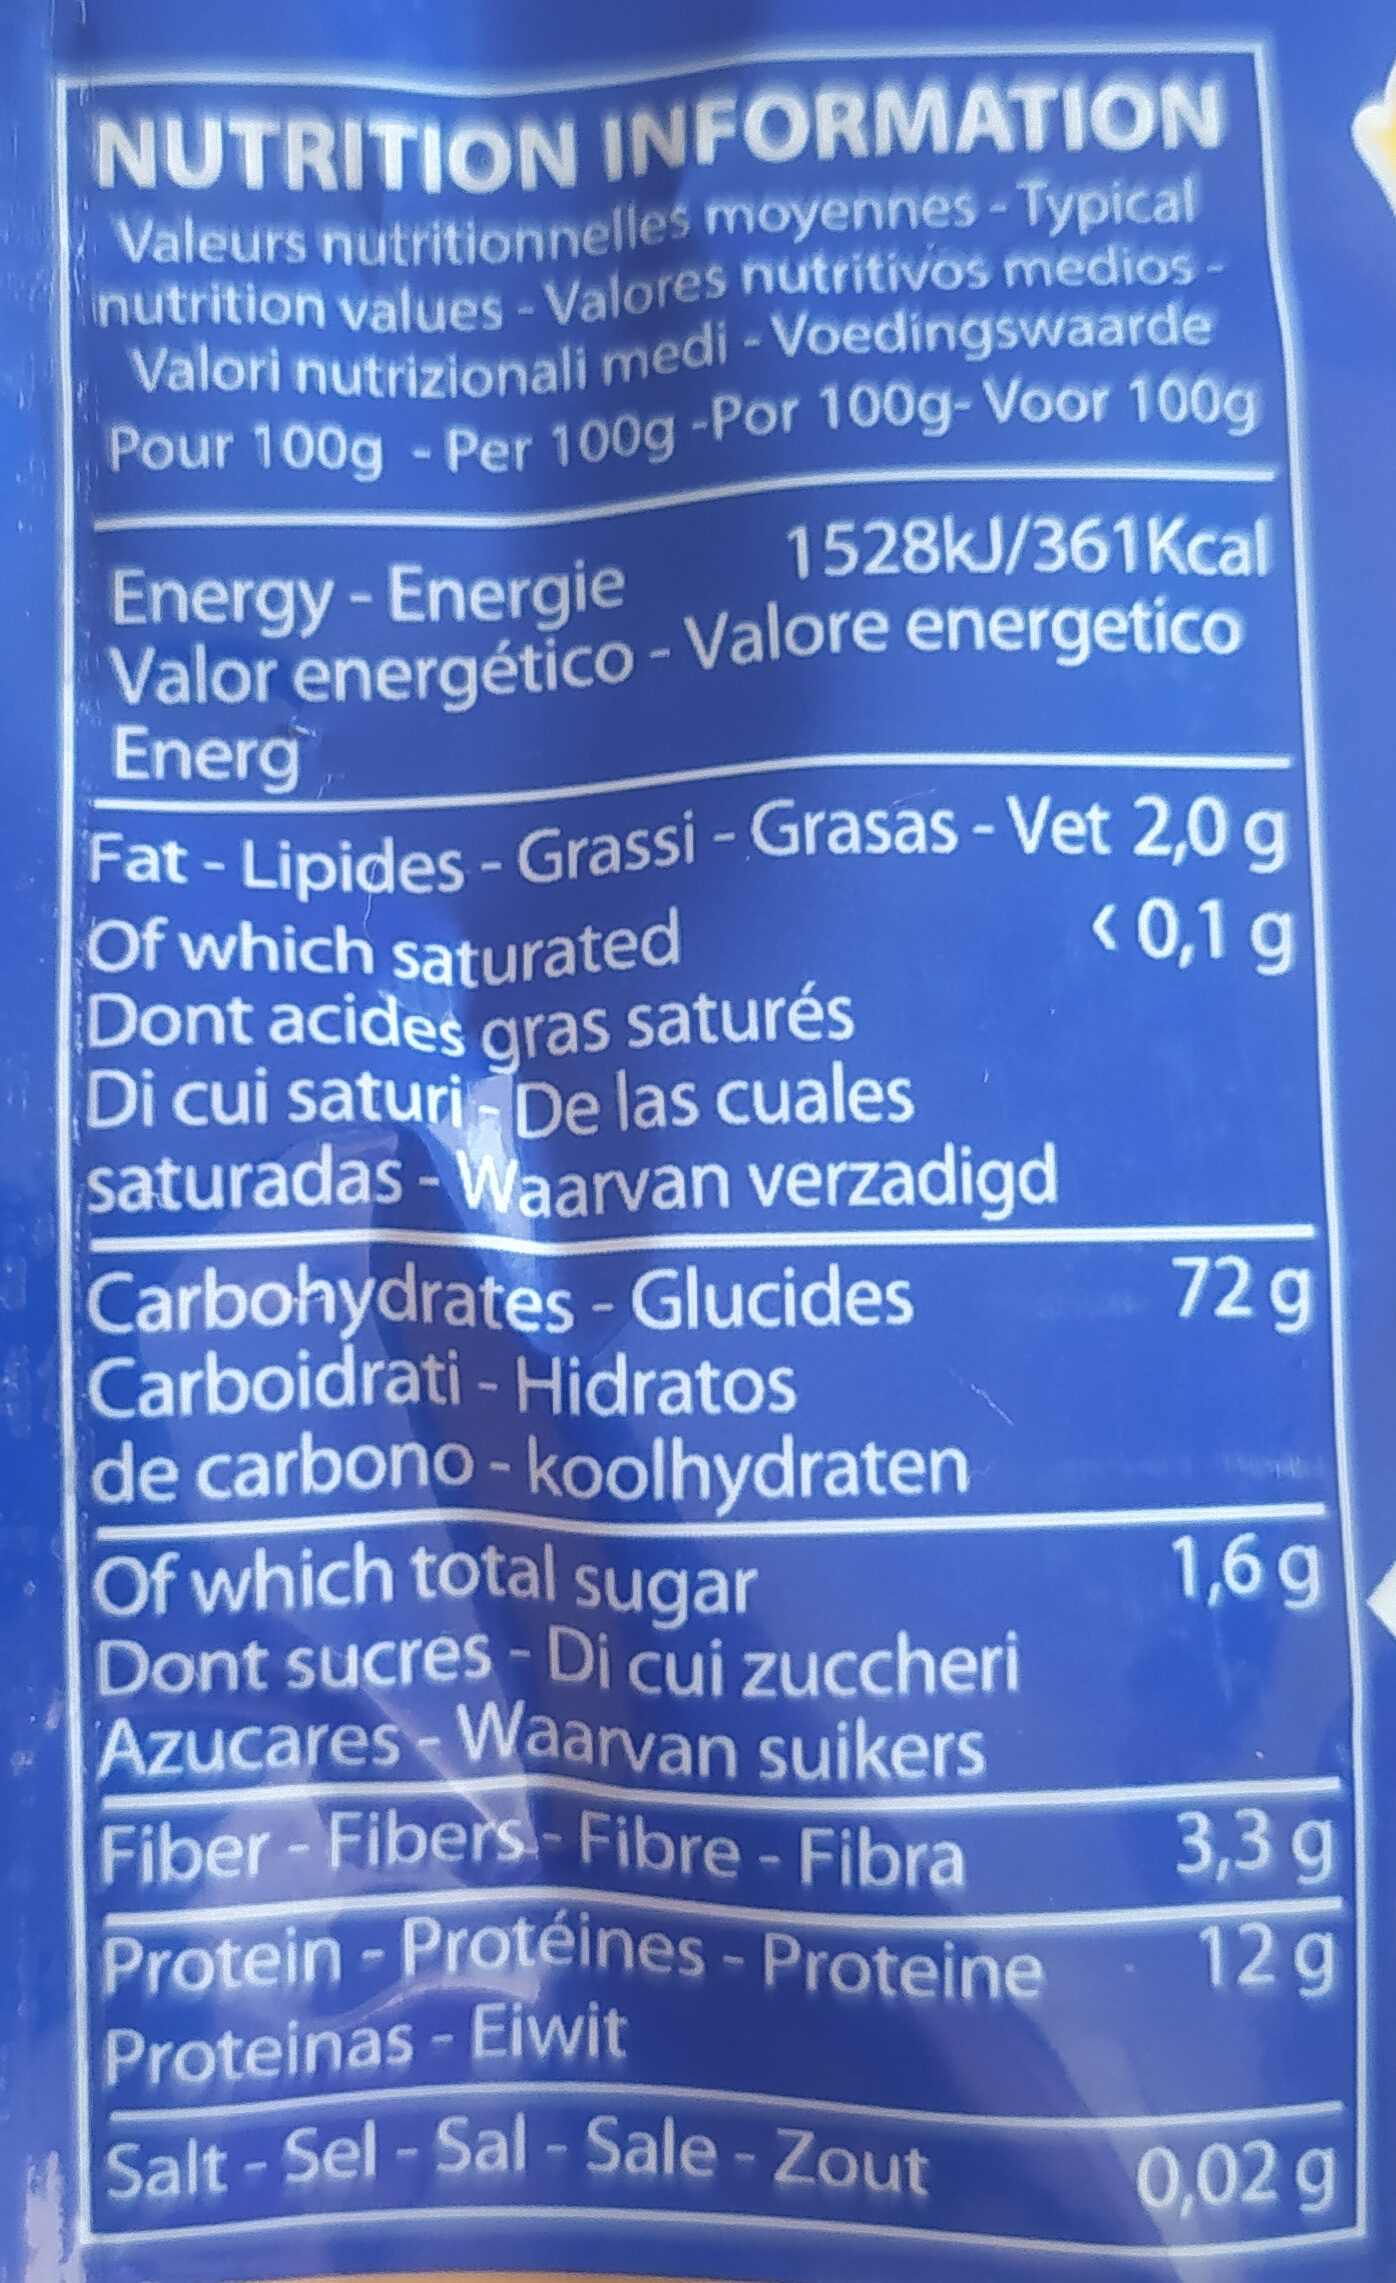 NUTRITION INFORMATION
Valeurs nutritionnelles moyennes - Typical
nutrition values - Valores nutritivos medios -
Valori nutrizionali medi - Voedingswaarde
Pour 100g - Per 100g -Por 100g- Voor 100g
Energy - Energie 1528kJ/361Kcal
Valor energético - Valore energetico
Energ
Fat - Lipides - Grassi - Grasas - Vet 2,0 g
Of which saturated < 0,1 g
Dont acides gras saturés
Di cui saturi - De las cuales
saturadas - Waarvan verzadigd
Carbohydrates - Glucides 72 g
Carboidrati - Hidratos
de carbono - koolhydraten
Of which total sugar 1,6 g
Dont sucres - Di cui zuccheri
Azucares - Waarvan suikers
Fiber - Fibers - Fibre - Fibra 3,3 g
Protein - Protéines - Proteine 12 g
Proteinas - Eiwit
Salt - Sel - Sal - Sale - Zout 0,02 g